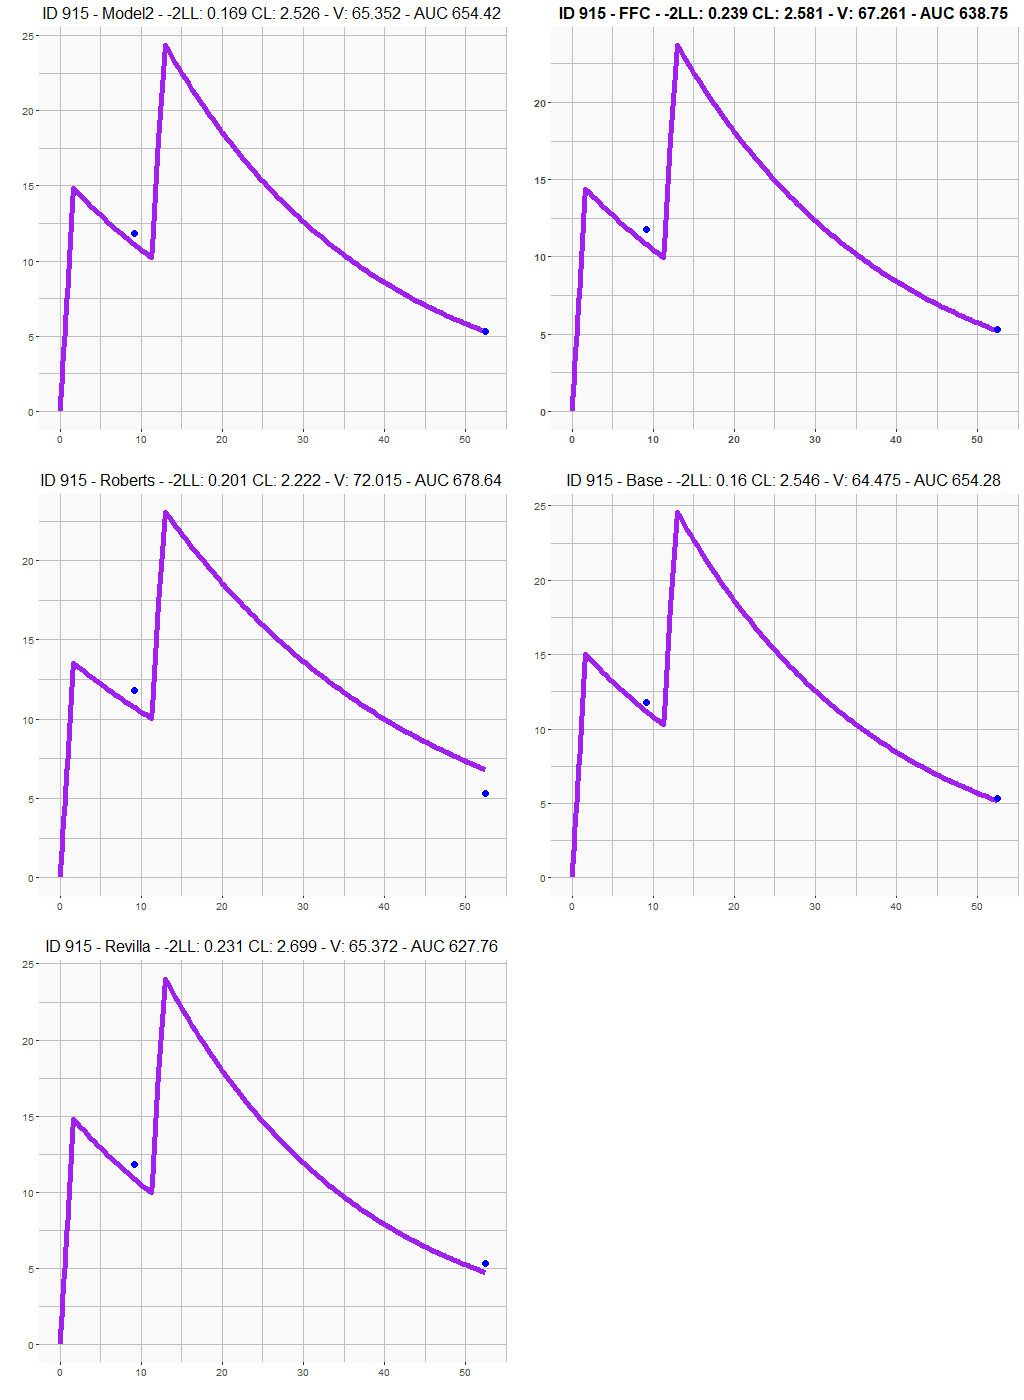 ID 915 - Model2 - -2LL: 0.169 CL: 2.526 - V: 65.352 - AUC 654.42
25
20
15
10
5
0
0 10 20 30 40 50
ID 915 - FFC - -2LL: 0.239 CL: 2.581 - V: 67.261 - AUC 638.75
20
15
10
5
0
0 10 20 30 40 50
ID 915 - Roberts - -2LL: 0.201 CL: 2.222 - V: 72.015 - AUC 678.64
20
15
10
5
0
0 10 20 30 40 50
ID 915 - Base - -2LL: 0.16 CL: 2.546 - V: 64.475 - AUC 654.28
25
20
15
10
5
0
0 10 20 30 40 50
ID 915 - Revilla - -2LL: 0.231 CL: 2.699 - V: 65.372 - AUC 627.76
25
20
15
10
5
0
0 10 20 30 40 50